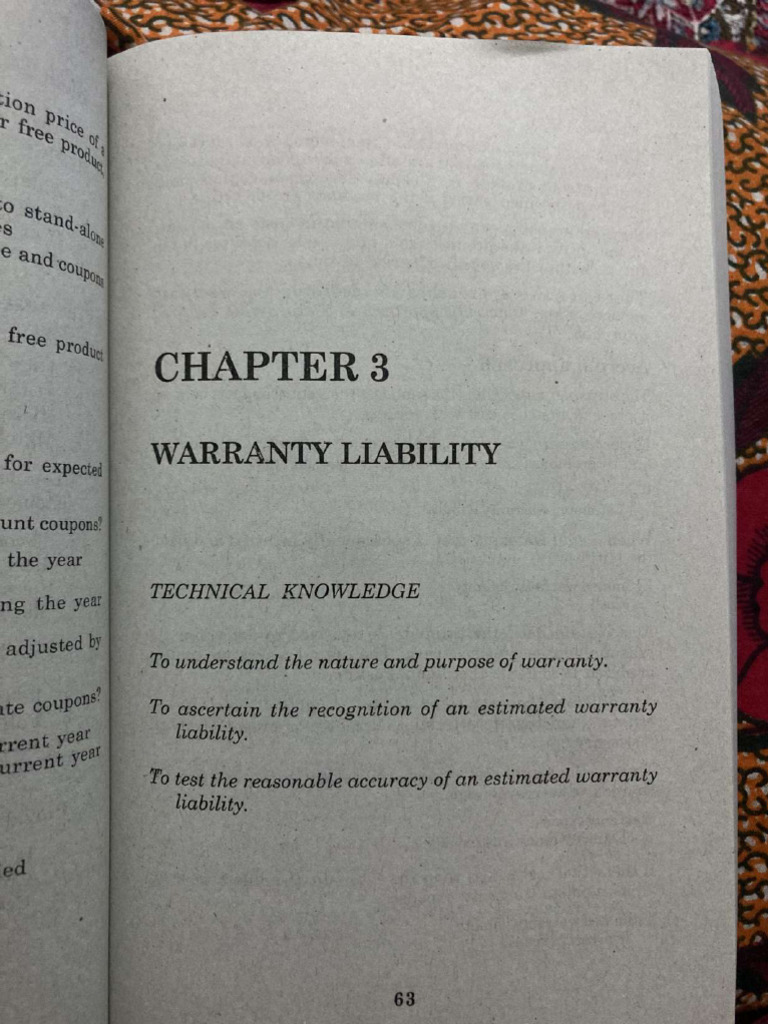 tion price of a
r free product,
to stand-alone
es
e and coupons
free product
for expected
unt coupons?
the year
ng the year
adjusted by
ate coupons?
rrent year
urrent year
ed
CHAPTER 3
WARRANTY LIABILITY
TECHNICAL KNOWLEDGE
To understand the nature and purpose of warranty.
To ascertain the recognition of an estimated warranty
liability.
To test the reasonable accuracy of an estimated warranty
liability.
63